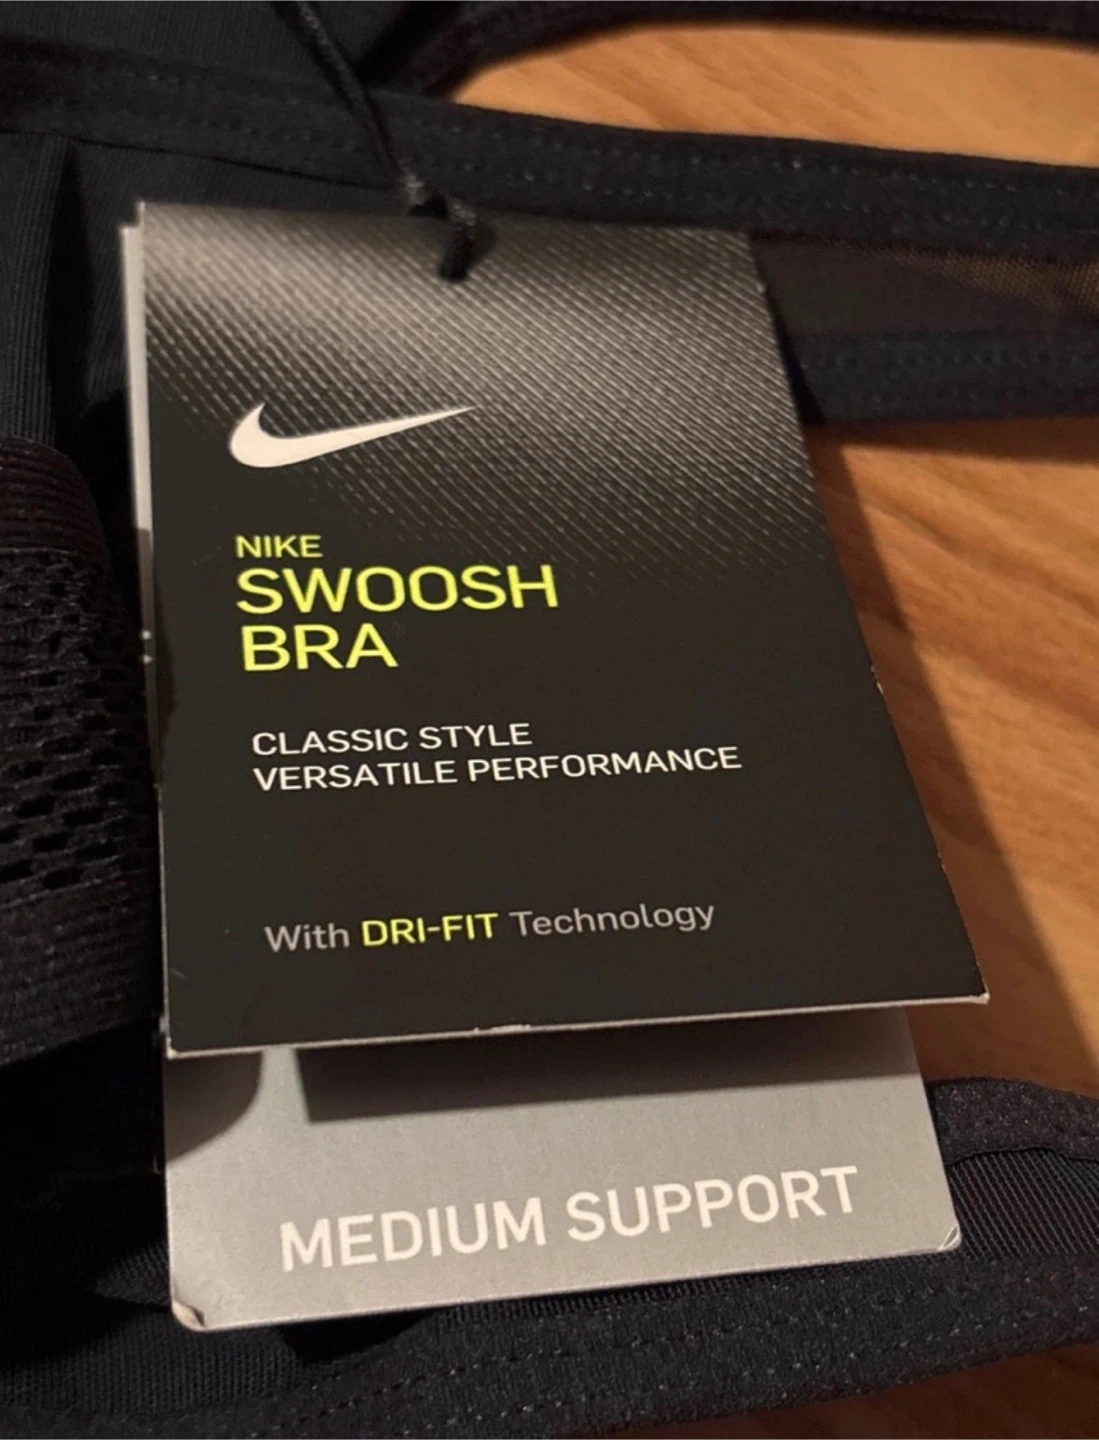 NIKE
SWOOSH
BRA
CLASSIC STYLE
VERSATILE PERFORMANCE
With DRI-FIT Technology
MEDIUM SUPPORT